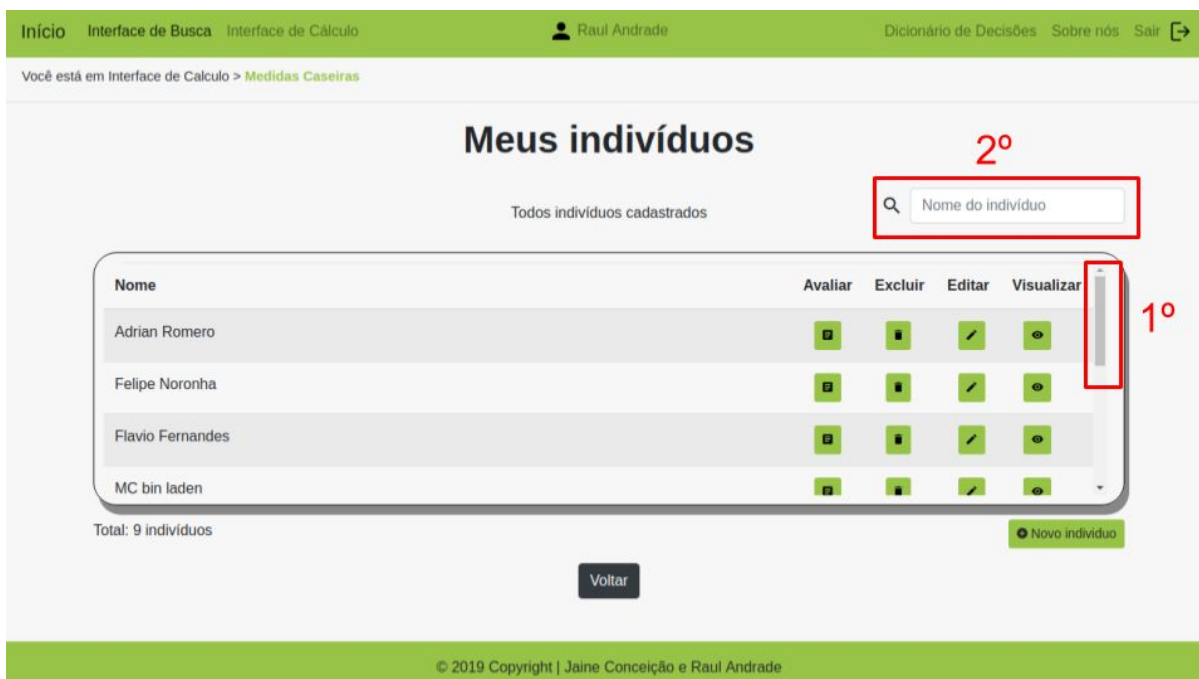 Início Interface de Busca Interface de Cálculo Raul Andrade Dicionário de Decisões Sobre nós Sair
Você está em Interface de Calculo > Medidas Caseiras
Meus indivíduos
2º
Todos indivíduos cadastrados
Nome do indivíduo
Nome Avaliar Excluir Editar Visualizar
1º
Adrian Romero
Felipe Noronha
Flavio Fernandes
MC bin laden
Total: 9 indivíduos
Novo individuo
Voltar
© 2019 Copyright | Jaine Conceição e Raul Andrade